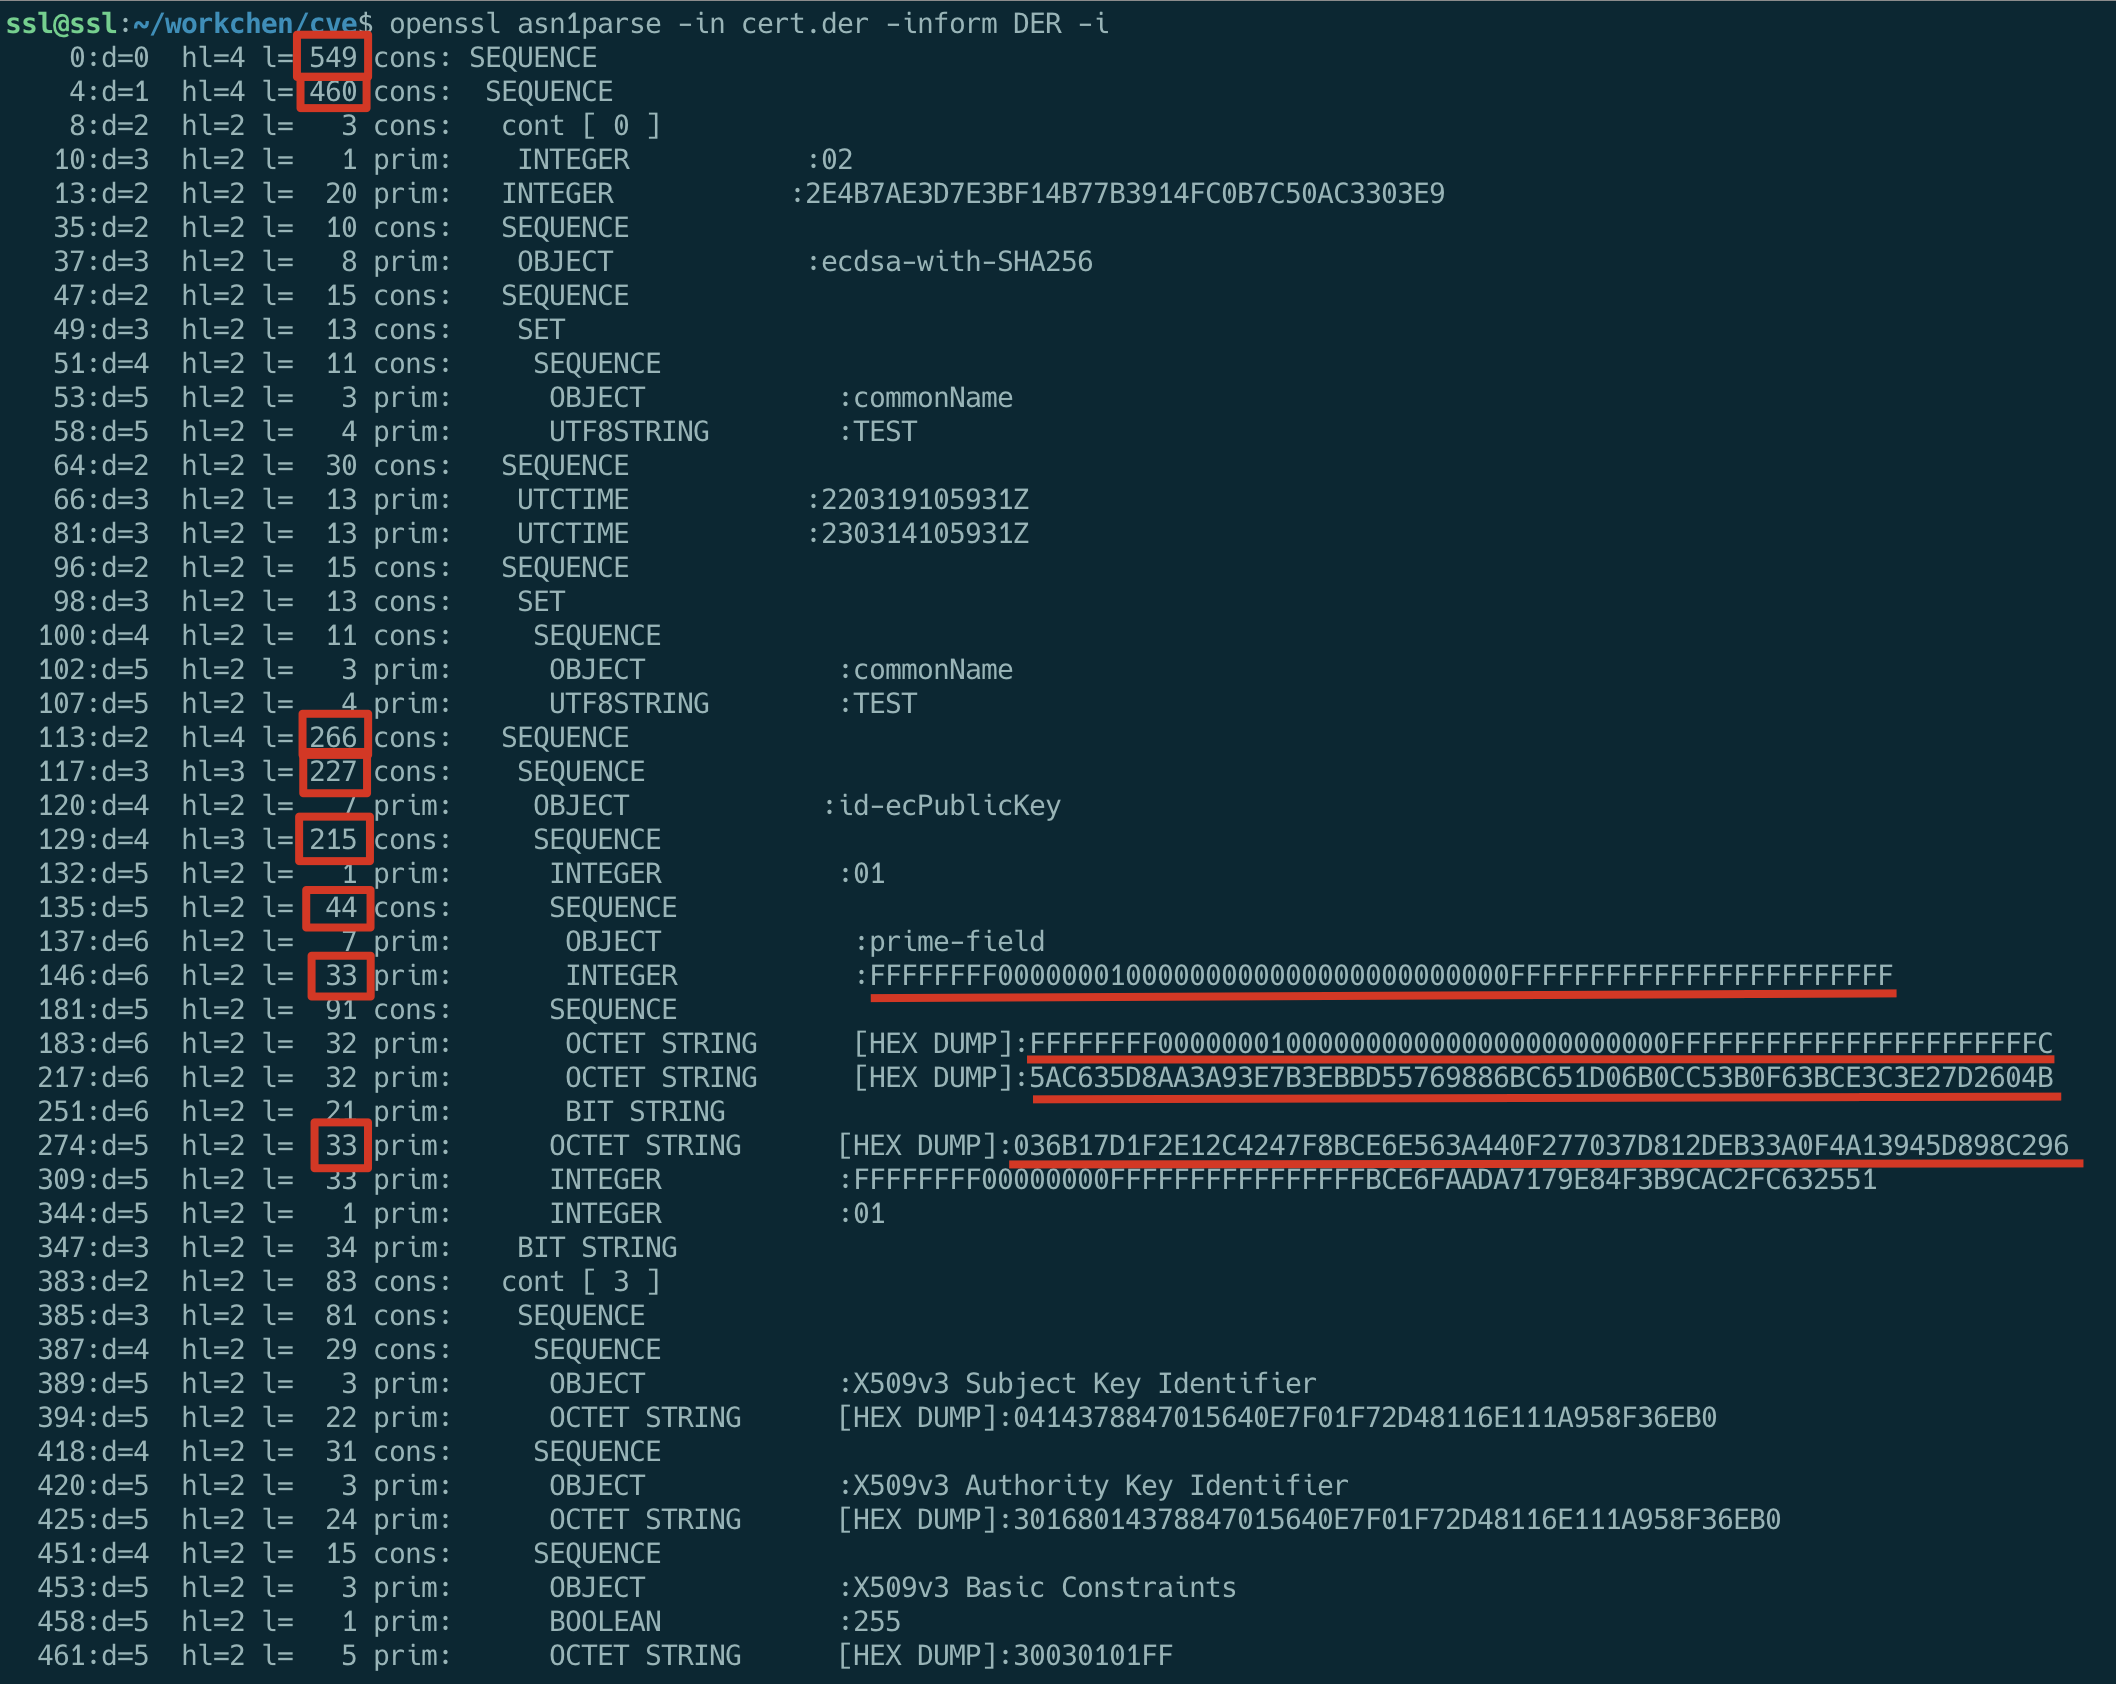 ssl@ssl:~/workchen/cve$ openssl asn1parse -in cert.der -inform DER -i
0:d=0 hl=4 l= 549 cons: SEQUENCE
4:d=1 hl=4 l= 460 cons: SEQUENCE
8:d=2 hl=2 l= 3 cons: cont [ 0 ]
10:d=3 hl=2 l= 1 prim: INTEGER :02
13:d=2 hl=2 l= 20 prim: INTEGER :2E4B7AE3D7E3BF14B77B3914FC0B7C50AC3303E9
35:d=2 hl=2 l= 10 cons: SEQUENCE
37:d=3 hl=2 l= 8 prim: OBJECT :ecdsa-with-SHA256
47:d=2 hl=2 l= 15 cons: SEQUENCE
49:d=3 hl=2 l= 13 cons: SET
51:d=4 hl=2 l= 11 cons: SEQUENCE
53:d=5 hl=2 l= 3 prim: OBJECT :commonName
58:d=5 hl=2 l= 4 prim: UTF8STRING :TEST
64:d=2 hl=2 l= 30 cons: SEQUENCE
66:d=3 hl=2 l= 13 prim: UTCTIME :220319105931Z
81:d=3 hl=2 l= 13 prim: UTCTIME :230314105931Z
96:d=2 hl=2 l= 15 cons: SEQUENCE
98:d=3 hl=2 l= 13 cons: SET
100:d=4 hl=2 l= 11 cons: SEQUENCE
102:d=5 hl=2 l= 3 prim: OBJECT :commonName
107:d=5 hl=2 l= 4 prim: UTF8STRING :TEST
113:d=2 hl=4 l= 266 cons: SEQUENCE
117:d=3 hl=3 l= 227 cons: SEQUENCE
120:d=4 hl=2 l= 7 prim: OBJECT :id-ecPublicKey
129:d=4 hl=3 l= 215 cons: SEQUENCE
132:d=5 hl=2 l= 1 prim: INTEGER :01
135:d=5 hl=2 l= 44 cons: SEQUENCE
137:d=6 hl=2 l= 7 prim: OBJECT :prime-field
146:d=6 hl=2 l= 33 prim: INTEGER :FFFFFFFF00000001000000000000000000000000FFFFFFFFFFFFFFFFFFFFFFFF
181:d=5 hl=2 l= 91 cons: SEQUENCE
183:d=6 hl=2 l= 32 prim: OCTET STRING [HEX DUMP]:FFFFFFFF00000001000000000000000000000000FFFFFFFFFFFFFFFFFFFFFFFC
217:d=6 hl=2 l= 32 prim: OCTET STRING [HEX DUMP]:5AC635D8AA3A93E7B3EBBD55769886BC651D06B0CC53B0F63BCE3C3E27D2604B
251:d=6 hl=2 l= 21 prim: BIT STRING
274:d=5 hl=2 l= 33 prim: OCTET STRING [HEX DUMP]:036B17D1F2E12C4247F8BCE6E563A440F277037D812DEB33A0F4A13945D898C296
309:d=5 hl=2 l= 33 prim: INTEGER :FFFFFFFF00000000FFFFFFFFFFFFFFFFBCE6FAADA7179E84F3B9CAC2FC632551
344:d=5 hl=2 l= 1 prim: INTEGER :01
347:d=3 hl=2 l= 34 prim: BIT STRING
383:d=2 hl=2 l= 83 cons: cont [ 3 ]
385:d=3 hl=2 l= 81 cons: SEQUENCE
387:d=4 hl=2 l= 29 cons: SEQUENCE
389:d=5 hl=2 l= 3 prim: OBJECT :X509v3 Subject Key Identifier
394:d=5 hl=2 l= 22 prim: OCTET STRING [HEX DUMP]:0414378847015640E7F01F72D48116E111A958F36EB0
418:d=4 hl=2 l= 31 cons: SEQUENCE
420:d=5 hl=2 l= 3 prim: OBJECT :X509v3 Authority Key Identifier
425:d=5 hl=2 l= 24 prim: OCTET STRING [HEX DUMP]:30168014378847015640E7F01F72D48116E111A958F36EB0
451:d=4 hl=2 l= 15 cons: SEQUENCE
453:d=5 hl=2 l= 3 prim: OBJECT :X509v3 Basic Constraints
458:d=5 hl=2 l= 1 prim: BOOLEAN :255
461:d=5 hl=2 l= 5 prim: OCTET STRING [HEX DUMP]:30030101FF